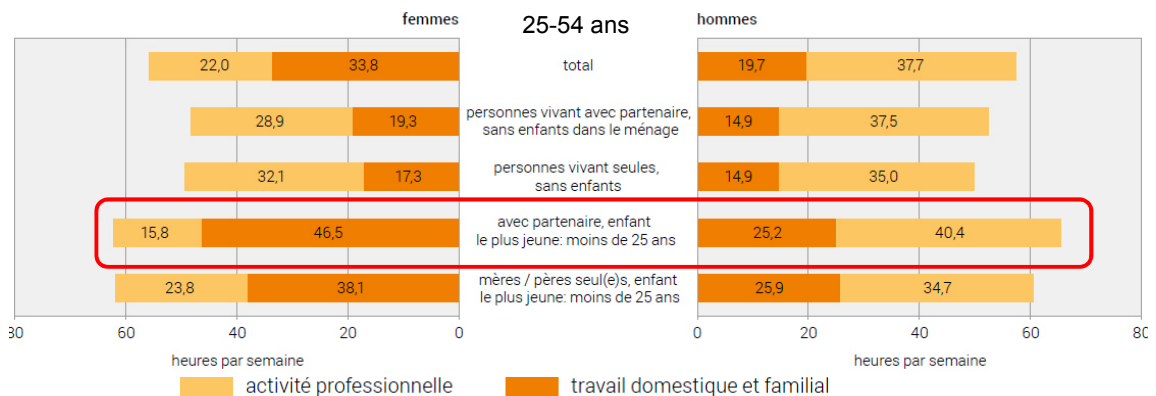 femmes 25-54 ans hommes
22,0 33,8 total 19,7 37,7
personnes vivant avec partenaire,
28,9 19,3 sans enfants dans le ménage 14,9 37,5
personnes vivant seules,
32,1 17,3 sans enfants 14,9 35,0
avec partenaire, enfant
15,8 46,5 le plus jeune: moins de 25 ans 25,2 40,4
mères / pères seul(e)s, enfant
23,8 38,1 le plus jeune: moins de 25 ans 25,9 34,7
80 60 40 20 0 0 20 40 60 80
heures par semaine heures par semaine
activité professionnelle travail domestique et familial